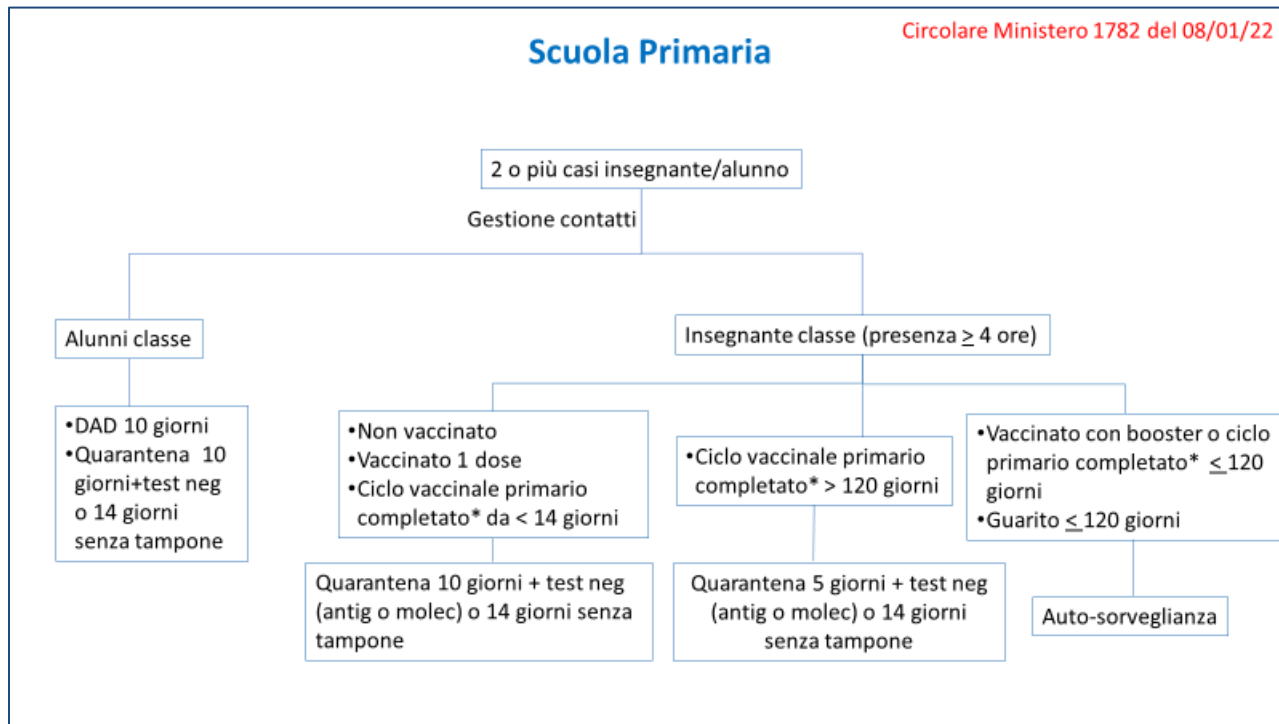 Circolare Ministero 1782 del 08/01/22
Scuola Primaria
2 o più casi insegnante/alunno
Gestione contatti
Alunni classe
Insegnante classe (presenza ≥ 4 ore)
•DAD 10 giorni
•Quarantena 10
giorni+test neg
o 14 giorni
senza tampone
•Non vaccinato
•Vaccinato 1 dose
•Ciclo vaccinale primario
completato* da < 14 giorni
•Ciclo vaccinale primario
completato* > 120 giorni
•Vaccinato con booster o ciclo
primario completato* ≤ 120
giorni
•Guarito ≤ 120 giorni
Quarantena 10 giorni + test neg
(antig o molec) o 14 giorni senza
tampone
Quarantena 5 giorni + test neg
(antig o molec) o 14 giorni
senza tampone
Auto-sorveglianza